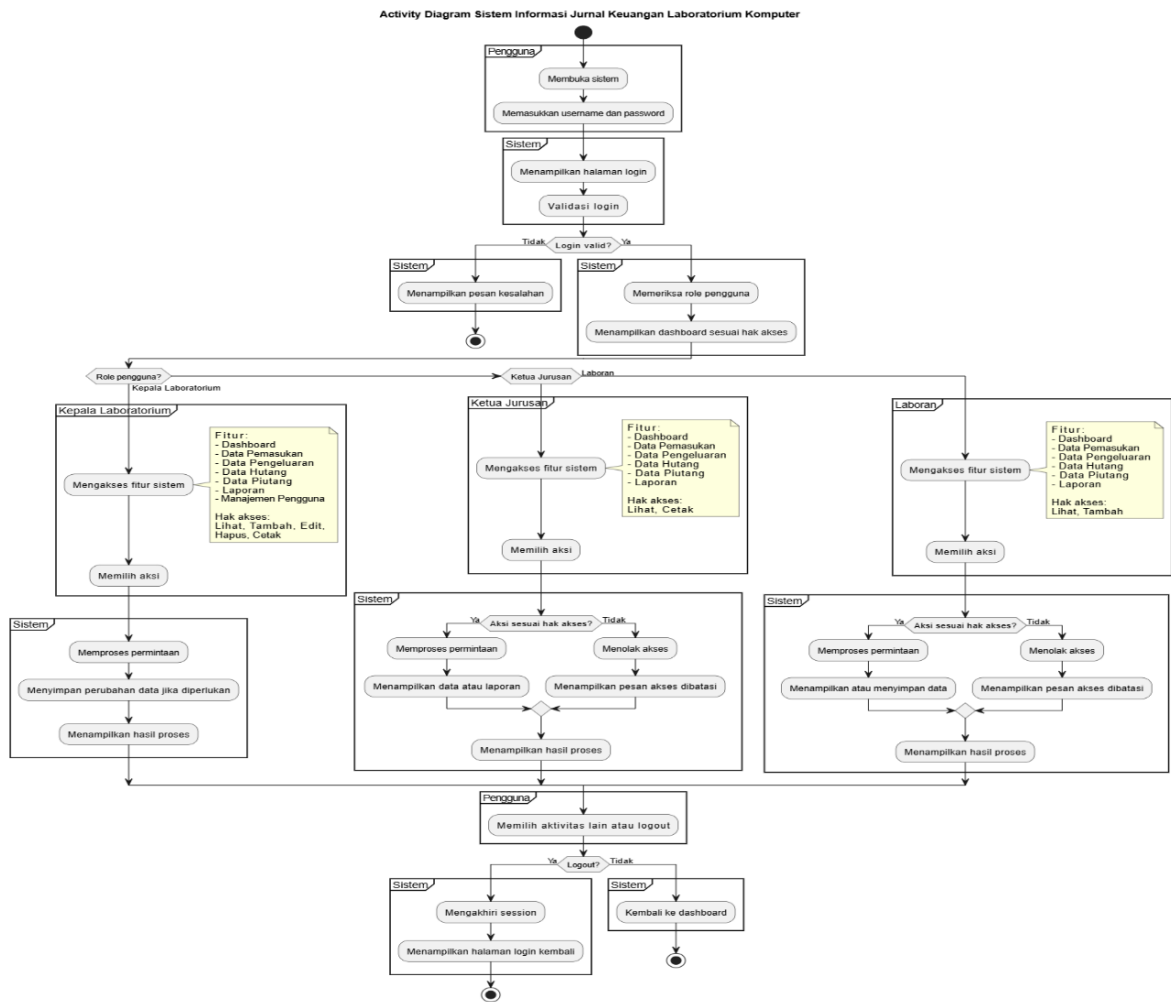 Activity Diagram Sistem Informasi Jurnal Keuangan Laboratorium Komputer
Pengguna
Membuka sistem
Memasukkan username dan password
Sistem
Menampilkan halaman login
Validasi login
Login valid?
Tidak
Ya
Sistem
Menampilkan pesan kesalahan
Sistem
Memeriksa role pengguna
Menampilkan dashboard sesuai hak akses
Role pengguna?
Kepala Laboratorium
Ketua Jurusan
Laboran
Kepala Laboratorium
Mengakses fitur sistem
Fitur:
- Dashboard
- Data Pemasukan
- Data Pengeluaran
- Data Hutang
- Data Piutang
- Laporan
- Manajemen Pengguna
Hak akses:
Lihat, Tambah, Edit,
Hapus, Cetak
Memilih aksi
Sistem
Memproses permintaan
Menyimpan perubahan data jika diperlukan
Menampilkan hasil proses
Ketua Jurusan
Mengakses fitur sistem
Fitur:
- Dashboard
- Data Pemasukan
- Data Pengeluaran
- Data Hutang
- Data Piutang
- Laporan
Hak akses:
Lihat, Cetak
Memilih aksi
Sistem
Aksi sesuai hak akses?
Ya
Tidak
Memproses permintaan
Menampilkan data atau laporan
Menolak akses
Menampilkan pesan akses dibatasi
Menampilkan hasil proses
Laboran
Mengakses fitur sistem
Fitur:
- Dashboard
- Data Pemasukan
- Data Pengeluaran
- Data Hutang
- Data Piutang
- Laporan
Hak akses:
Lihat, Tambah
Memilih aksi
Sistem
Aksi sesuai hak akses?
Ya
Tidak
Memproses permintaan
Menampilkan atau menyimpan data
Menolak akses
Menampilkan pesan akses dibatasi
Menampilkan hasil proses
Pengguna
Memilih aktivitas lain atau logout
Logout?
Ya
Tidak
Sistem
Mengakhiri session
Menampilkan halaman login kembali
Sistem
Kembali ke dashboard